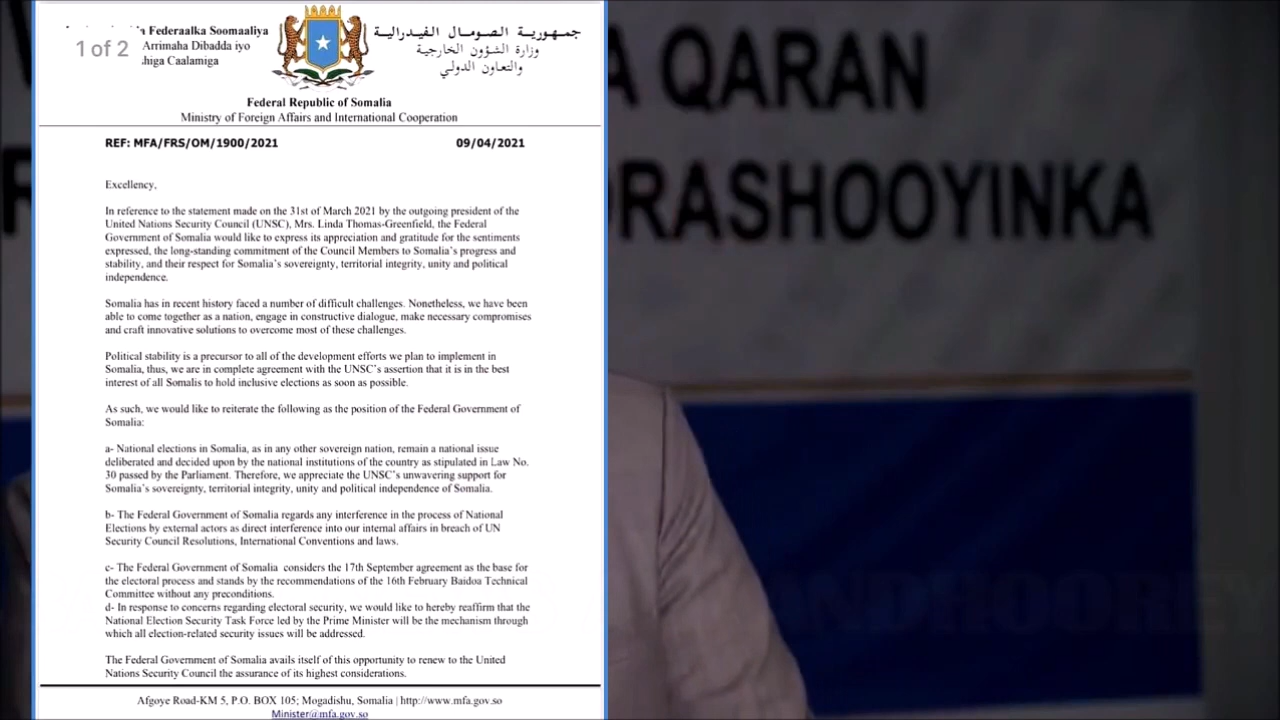 Federaalka Soomaaliya
Arrimaha Dibadda iyo
Caalamiga
1 of 2
جمهورية الصومال الفيدرالية
وزارة الشؤون الخارجية
والتعاون الدولي
Federal Republic of Somalia
Ministry of Foreign Affairs and International Cooperation
REF: MFA/FRS/OM/1900/2021 09/04/2021
Excellency,
In reference to the statement made on the 31st of March 2021 by the outgoing president of the
United Nations Security Council (UNSC), Mrs. Linda Thomas-Greenfield, the Federal
Government of Somalia would like to express its appreciation and gratitude for the sentiments
expressed, the long-standing commitment of the Council Members to Somalia's progress and
stability, and their respect for Somalia's sovereignty, territorial integrity, unity and political
independence.
Somalia has in recent history faced a number of difficult challenges. Nonetheless, we have been
able to come together as a nation, engage in constructive dialogue, make necessary compromises
and craft innovative solutions to overcome most of these challenges.
Political stability is a precursor to all of the development efforts we plan to implement in
Somalia, thus, we are in complete agreement with the UNSC's assertion that it is in the best
interest of all Somalis to hold inclusive elections as soon as possible.
As such, we would like to reiterate the following as the position of the Federal Government of
Somalia:
a- National elections in Somalia, as in any other sovereign nation, remain a national issue
deliberated and decided upon by the national institutions of the country as stipulated in Law No.
30 passed by the Parliament. Therefore, we appreciate the UNSC's unwavering support for
Somalia's sovereignty, territorial integrity, unity and political independence of Somalia.
b- The Federal Government of Somalia regards any interference in the process of National
Elections by external actors as direct interference into our internal affairs in breach of UN
Security Council Resolutions, International Conventions and laws.
c- The Federal Government of Somalia considers the 17th September agreement as the base for
the electoral process and stands by the recommendations of the 16th February Baidoa Technical
Committee without any preconditions.
d- In response to concerns regarding electoral security, we would like to hereby reaffirm that the
National Election Security Task Force led by the Prime Minister will be the mechanism through
which all election-related security issues will be addressed.
The Federal Government of Somalia avails itself of this opportunity to renew to the United
Nations Security Council the assurance of its highest considerations.
Afgoye Road-KM 5, P.O. BOX 105; Mogadishu, Somalia | http://www.mfa.gov.so
Minister@mfa.gov.so
A QARAN
RASHOOYINKA